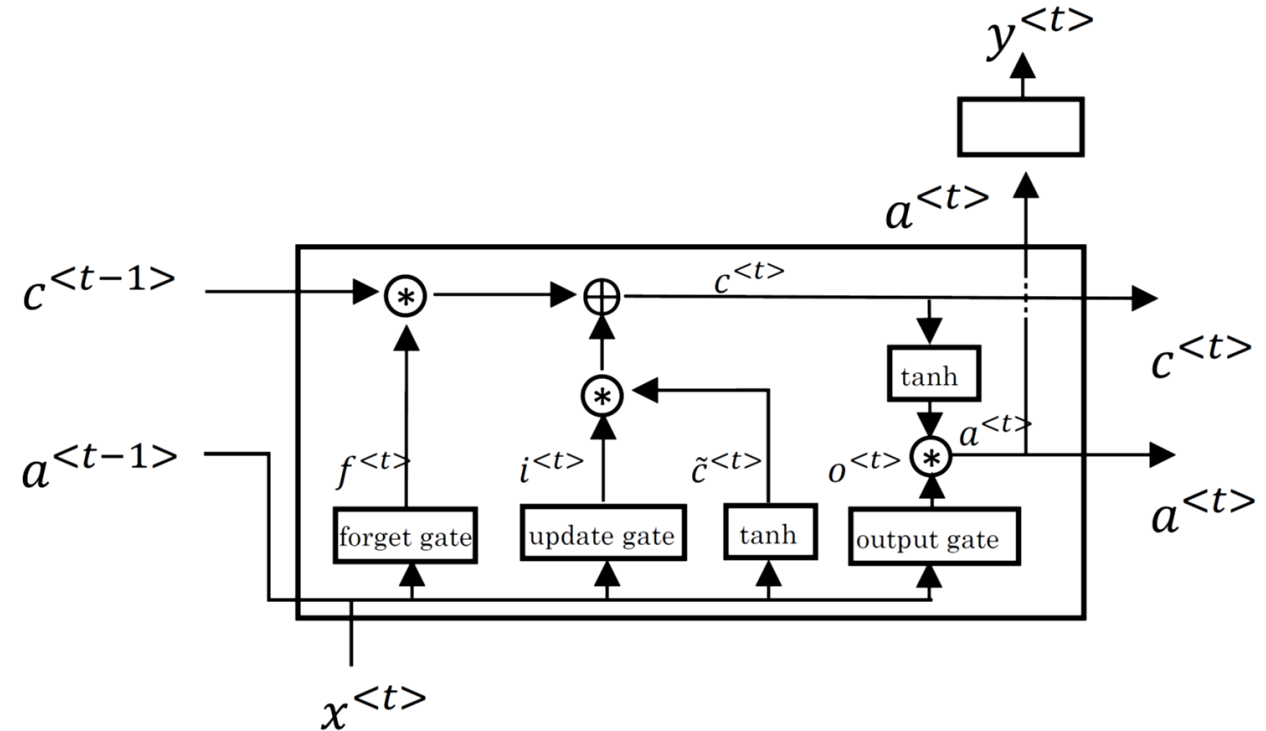 y<t>
a<t>
c<t-1>
*
c<t>
tanh
c<t>
*
a<t-1>
f<t>
i<t>
c̃<t>
o<t>
*
a<t>
a<t>
forget gate
update gate
tanh
output gate
x<t>